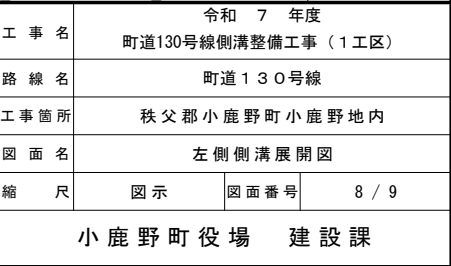 令和 7 年度
工事名 町道130号線側溝整備工事（１工区）
路線名 町道１３０号線
工事箇所 秩父郡小鹿野町小鹿野地内
図面名 左側側溝展開図
縮尺 図示 図面番号 8 / 9
小鹿野町役場 建設課